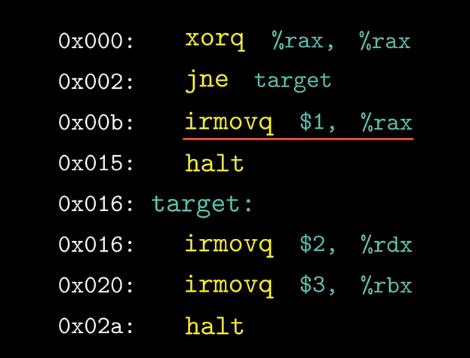 0x000: xorq %rax, %rax
0x002: jne target
0x00b: irmovq $1, %rax
0x015: halt
0x016: target:
0x016: irmovq $2, %rdx
0x020: irmovq $3, %rbx
0x02a: halt